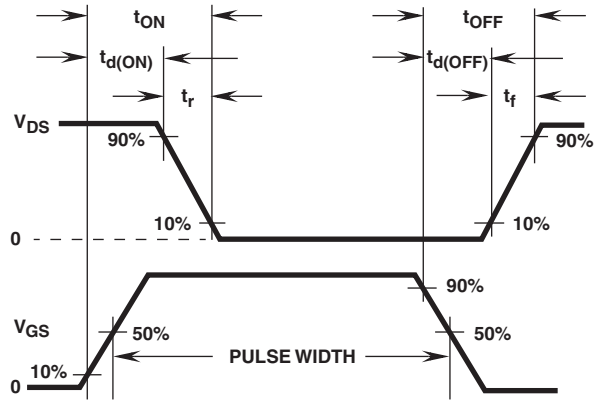 tON tOFF
td(ON) td(OFF)
tr tf
VDS
90% 90%
10% 10%
0
90%
VGS 50% 50%
PULSE WIDTH
10%
0